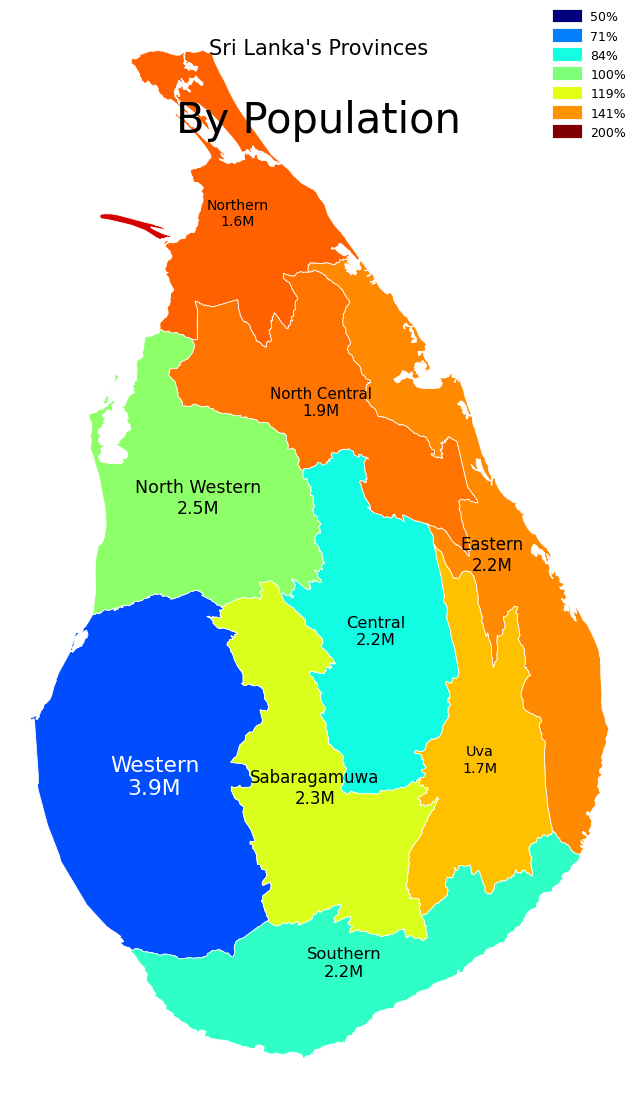 Sri Lanka's Provinces
By Population
50%
71%
84%
100%
119%
141%
200%
Northern
1.6M
North Central
1.9M
North Western
2.5M
Eastern
2.2M
Central
2.2M
Western
3.9M
Sabaragamuwa
2.3M
Uva
1.7M
Southern
2.2M